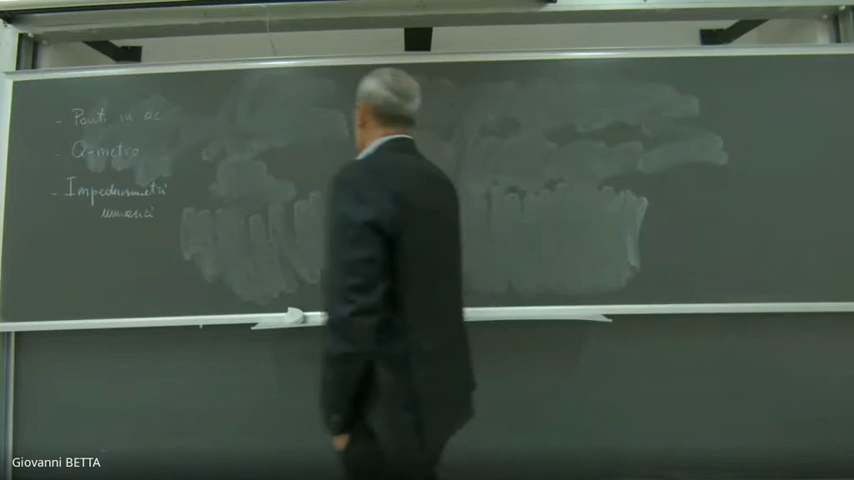 - Ponti in ac
- Q-metro
- Impedenzimetri
numerici
Giovanni BETTA